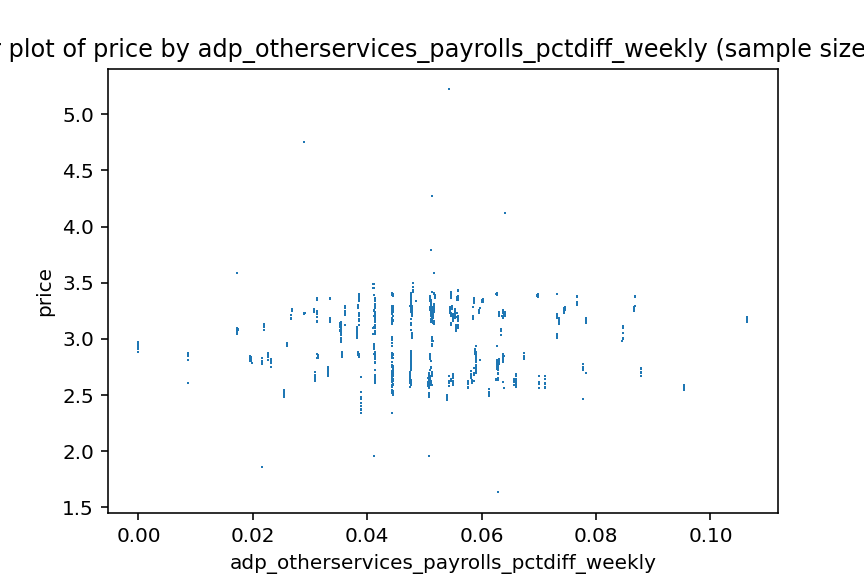 plot of price by adp_otherservices_payrolls_pctdiff_weekly (sample size
5.0
4.5
4.0
3.5
3.0
2.5
2.0
1.5
price
0.00 0.02 0.04 0.06 0.08 0.10
adp_otherservices_payrolls_pctdiff_weekly